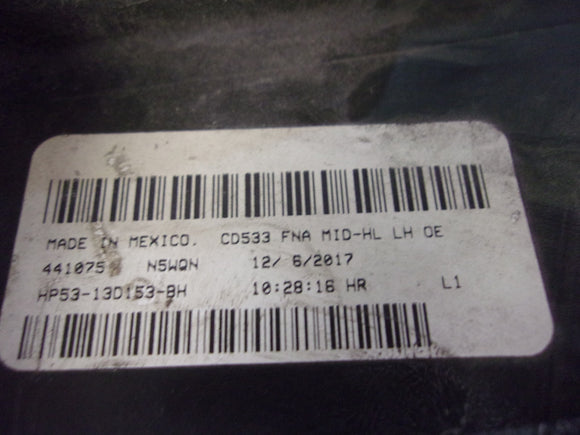 MADE IN MEXICO. CD533 FNA MID-HL LH OE
441075 N5WQN 12/ 6/2017
HP53-13D153-BH 10:28:16 HR L1